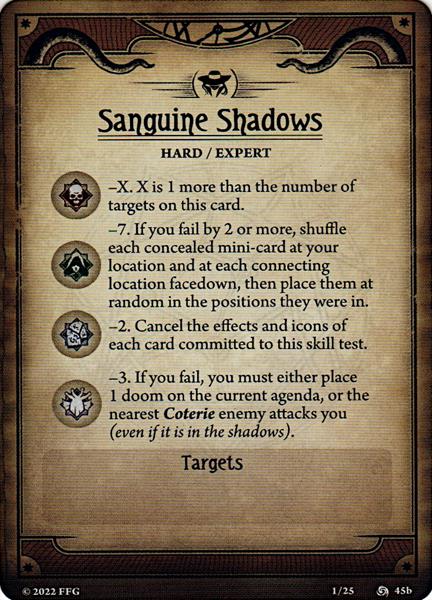 Sanguine Shadows
HARD / EXPERT
–X. X is 1 more than the number of
targets on this card.
–7. If you fail by 2 or more, shuffle
each concealed mini-card at your
location and at each connecting
location facedown, then place them at
random in the positions they were in.
–2. Cancel the effects and icons of
each card committed to this skill test.
–3. If you fail, you must either place
1 doom on the current agenda, or the
nearest Coterie enemy attacks you
(even if it is in the shadows).
Targets
© 2022 FFG 1/25 45b